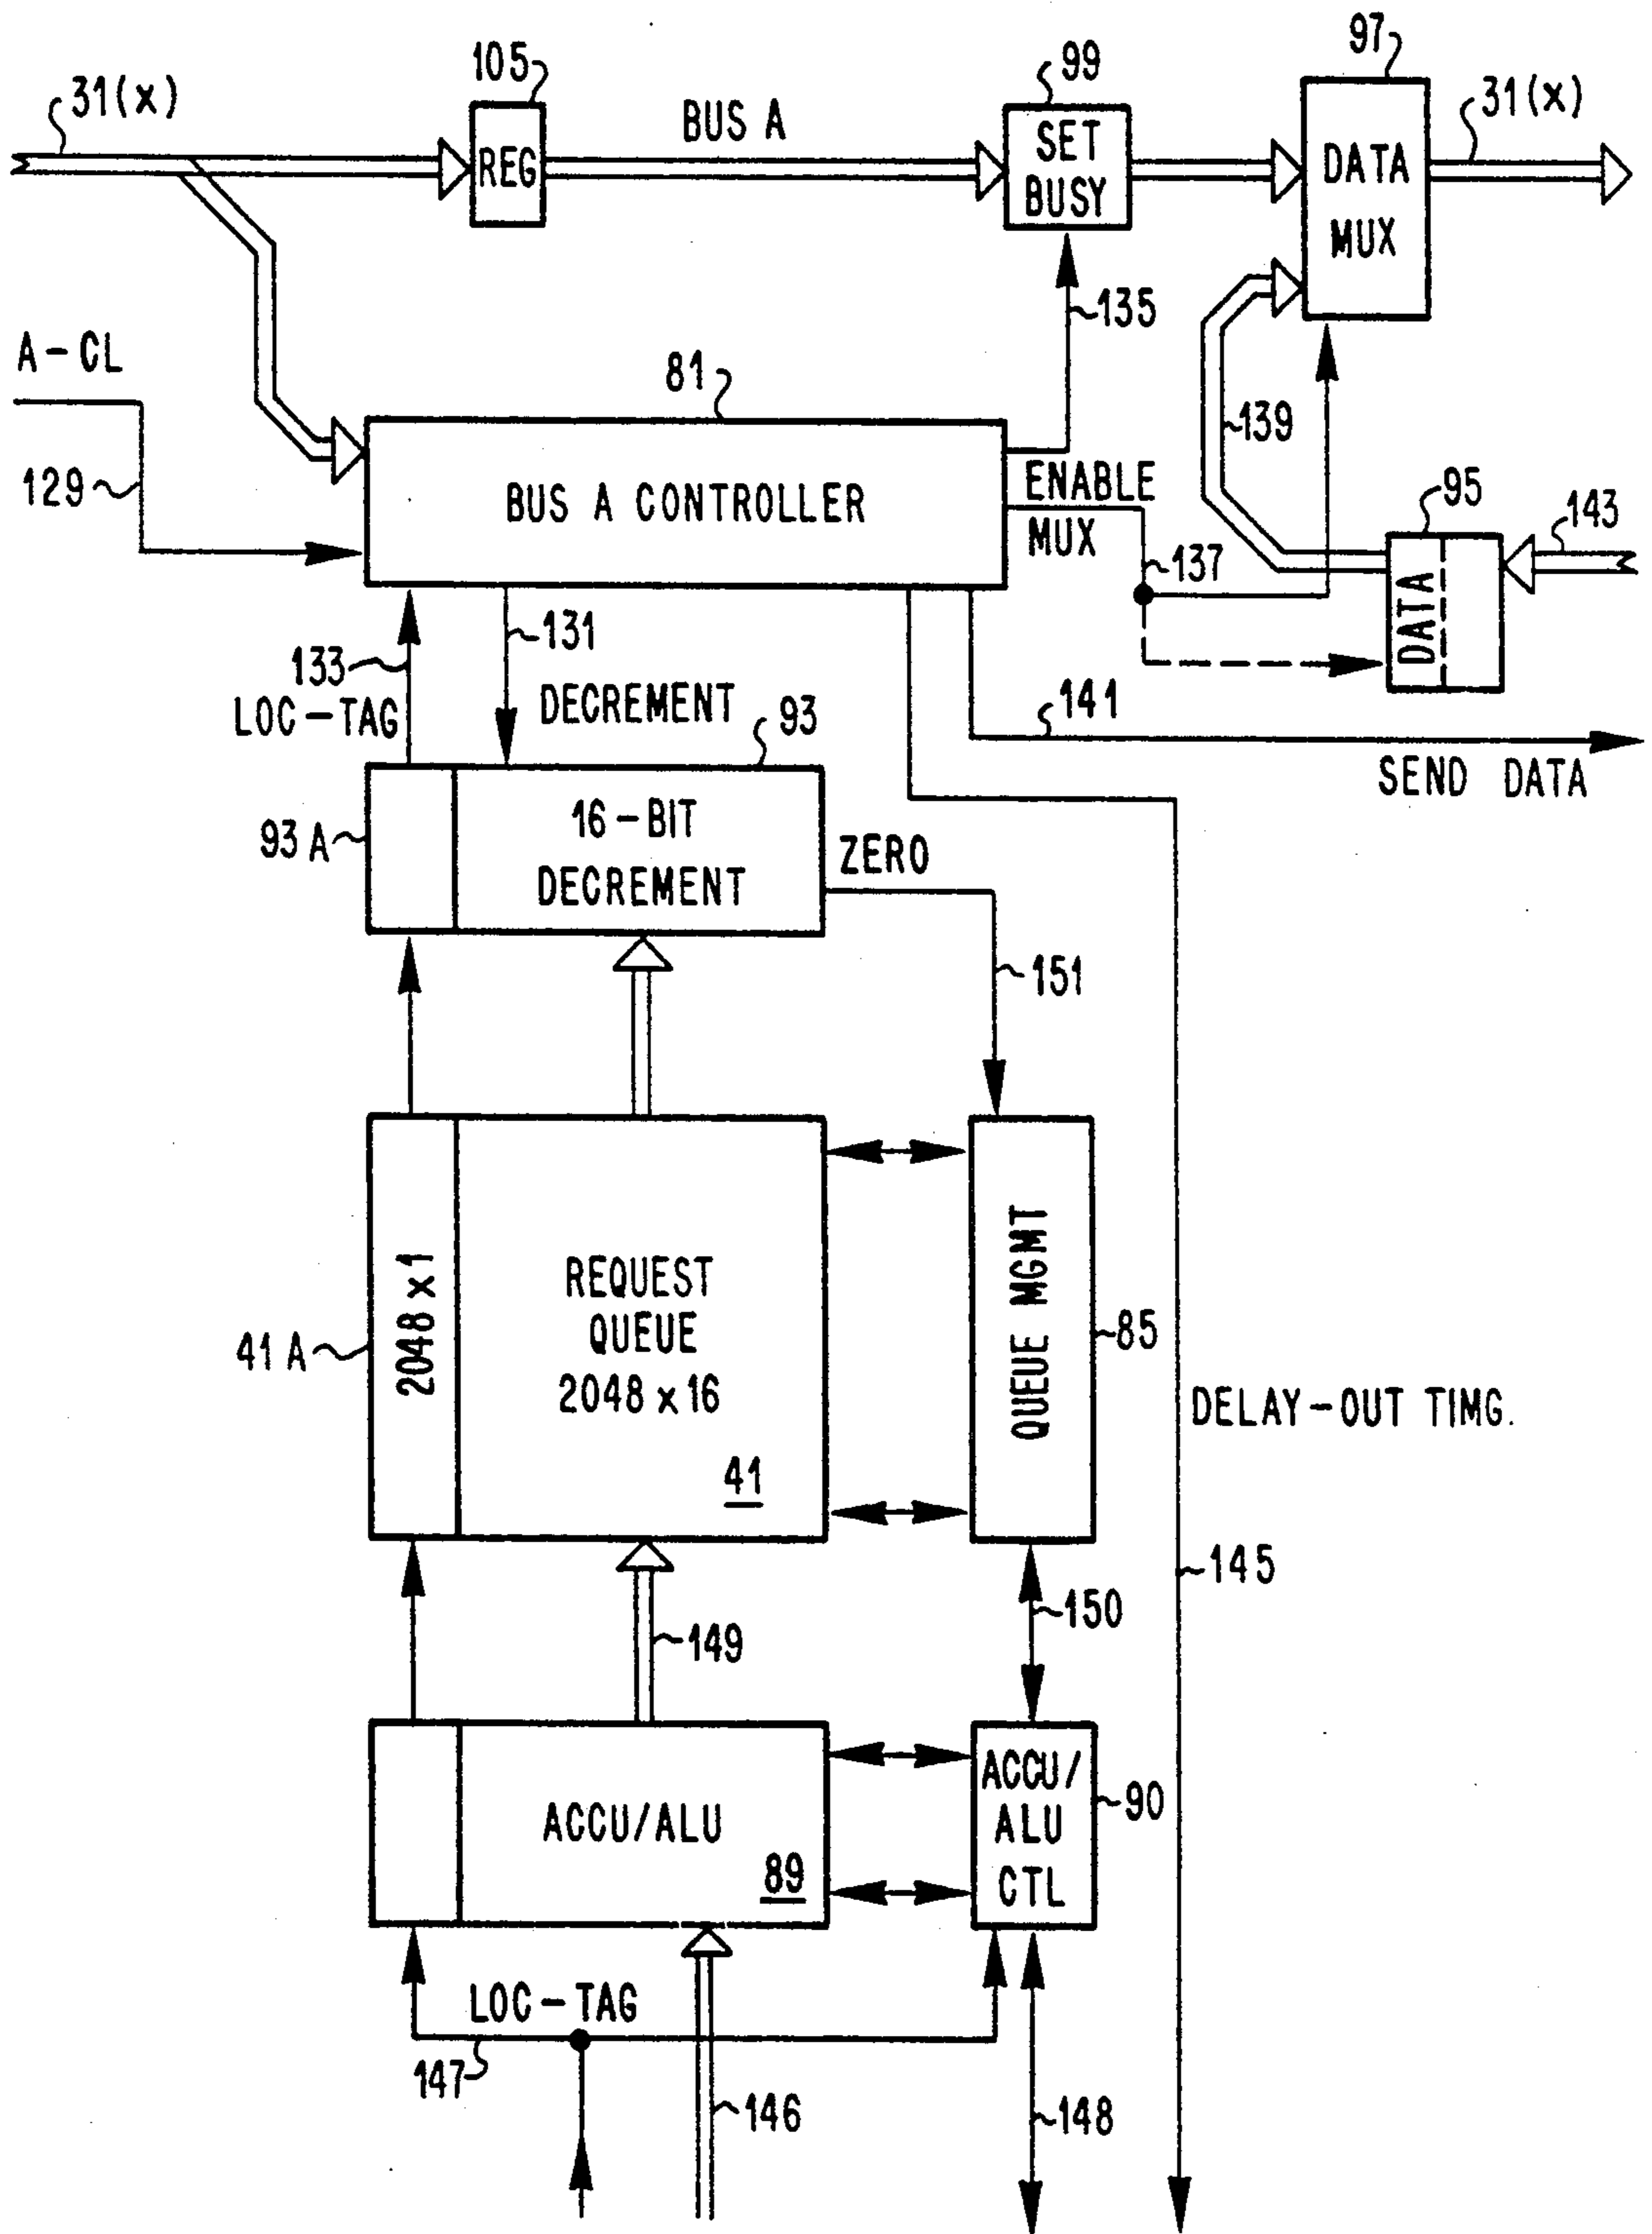 31(x)
105
REG
BUS A
99
SET
BUSY
97
DATA
MUX
31(x)
135
A-CL
129
81
BUS A CONTROLLER
ENABLE
MUX
137
139
95
DATA
143
133
LOC-TAG
131
DECREMENT
93
141
SEND DATA
93 A
16-BIT
DECREMENT
ZERO
151
41 A
2048 x 1
REQUEST
QUEUE
2048 x 16
41
QUEUE MGMT
85
DELAY-OUT TIMG.
145
149
150
ACCU/ALU
89
ACCU/
ALU
CTL
90
LOC-TAG
147
146
148